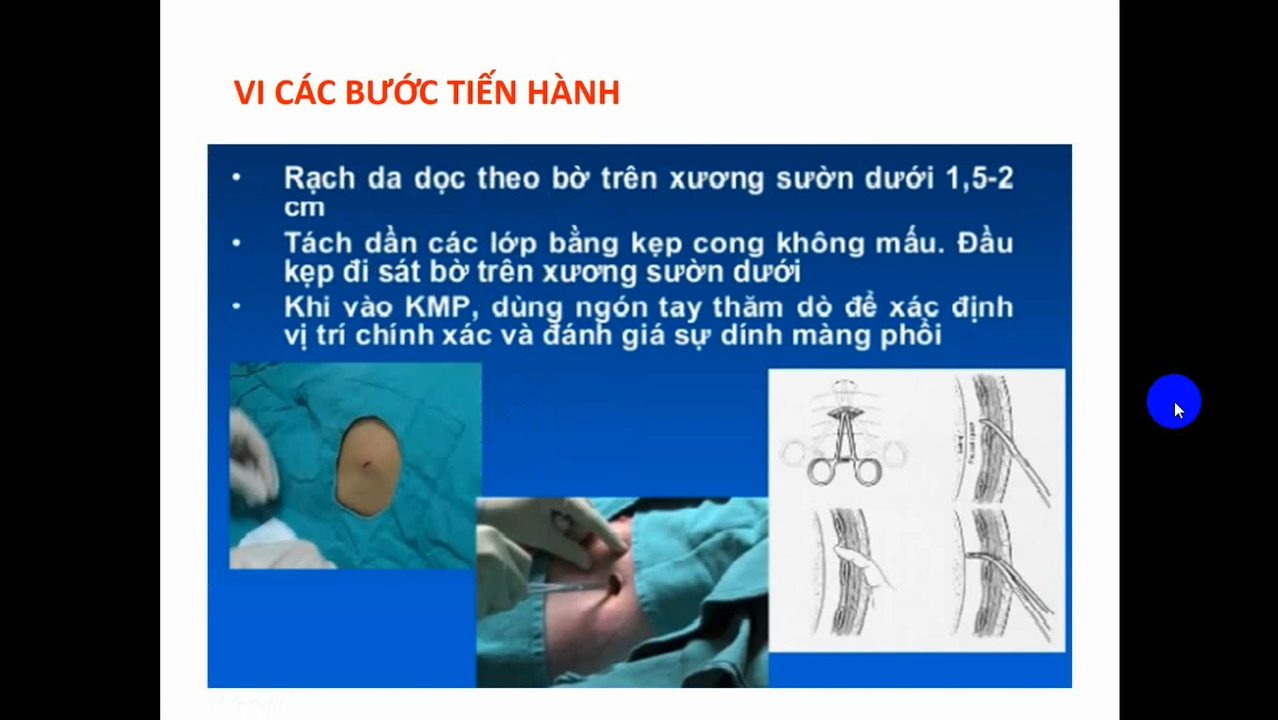 VI CÁC BƯỚC TIẾN HÀNH
• Rạch da dọc theo bờ trên xương sườn dưới 1,5-2
cm
• Tách dần các lớp bằng kẹp cong không mấu. Đầu
kẹp đi sát bờ trên xương sườn dưới
• Khi vào KMP, dùng ngón tay thăm dò để xác định
vị trí chính xác và đánh giá sự dính màng phổi